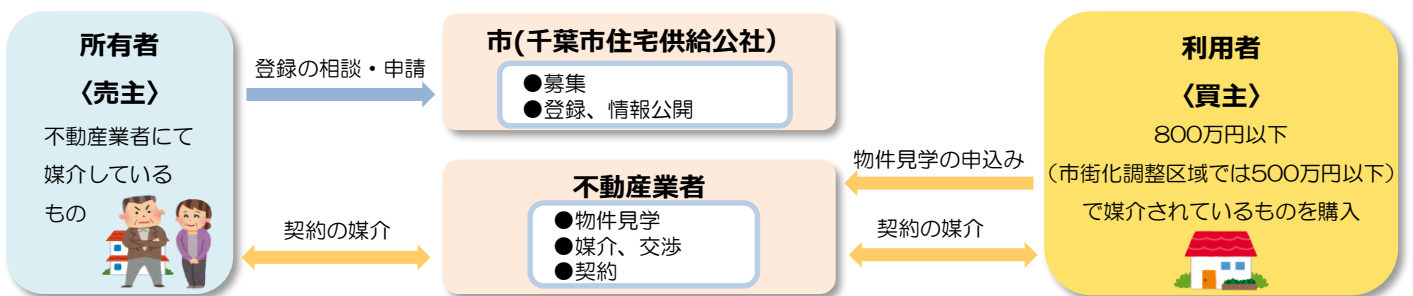 所有者
〈売主〉
不動産業者にて
媒介している
もの
登録の相談・申請
契約の媒介
市(千葉市住宅供給公社）
●募集
●登録、情報公開
不動産業者
●物件見学
●媒介、交渉
●契約
物件見学の申込み
契約の媒介
利用者
〈買主〉
800万円以下
（市街化調整区域では500万円以下）
で媒介されているものを購入